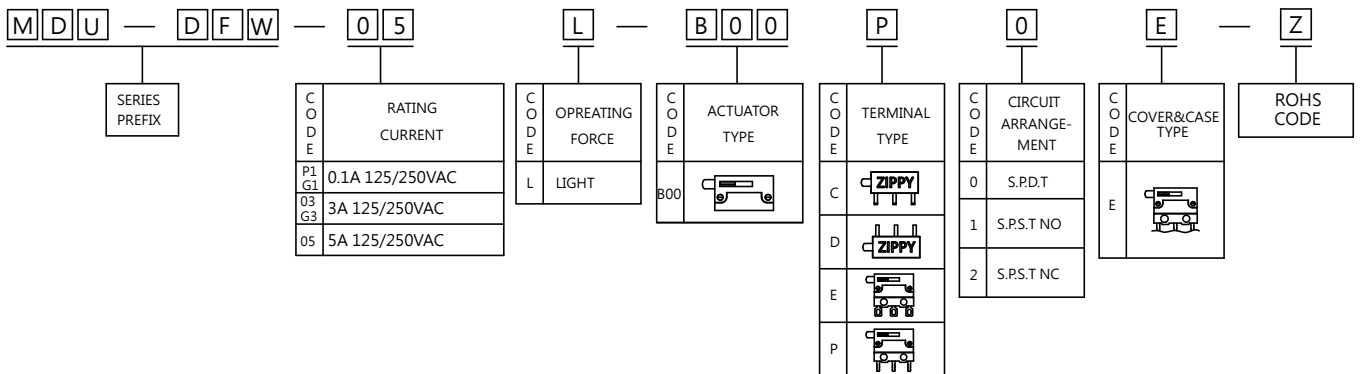 MDU — DFW — 05 L — B00 P 0 E — Z
SERIES
PREFIX
CODE
RATING
CURRENT
P1
G1
0.1A 125/250VAC
03
G3
3A 125/250VAC
05
5A 125/250VAC
CODE
OPREATING
FORCE
L
LIGHT
CODE
ACTUATOR
TYPE
B00
CODE
TERMINAL
TYPE
C
ZIPPY
D
ZIPPY
E
P
CODE
CIRCUIT
ARRANGE-
MENT
0
S.P.D.T
1
S.P.S.T NO
2
S.P.S.T NC
CODE
COVER&CASE
TYPE
E
ROHS
CODE